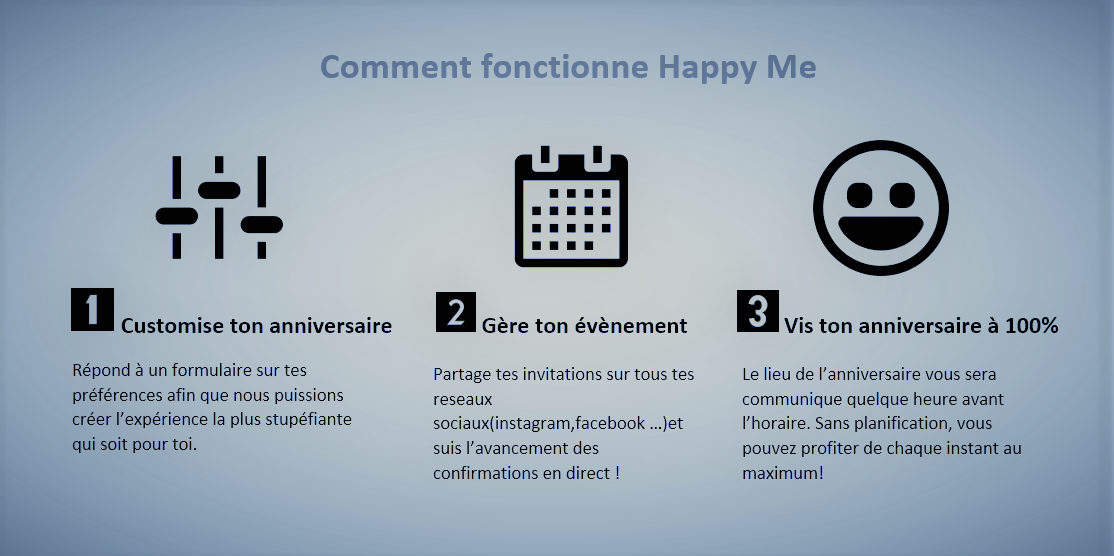 Comment fonctionne Happy Me
1 Customise ton anniversaire
Répond à un formulaire sur tes
préférences afin que nous puissions
créer l’expérience la plus stupéfiante
qui soit pour toi.
2 Gère ton évènement
Partage tes invitations sur tous tes
reseaux
sociaux(instagram,facebook ...)et
suis l’avancement des
confirmations en direct !
3 Vis ton anniversaire à 100%
Le lieu de l’anniversaire vous sera
communique quelque heure avant
l’horaire. Sans planification, vous
pouvez profiter de chaque instant au
maximum!